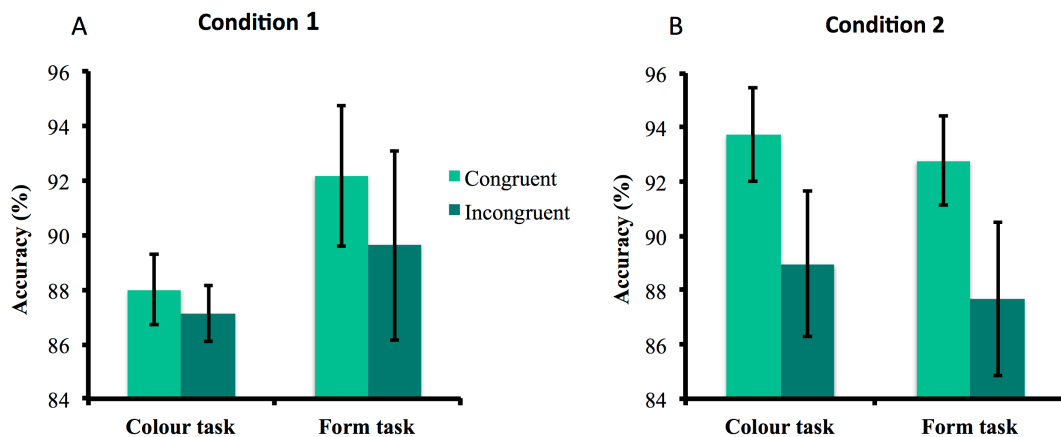 A
Condition 1
Accuracy (%)
96
94
92
90
88
86
84
Colour task
Form task
Congruent
Incongruent
B
Condition 2
Accuracy (%)
96
94
92
90
88
86
84
Colour task
Form task